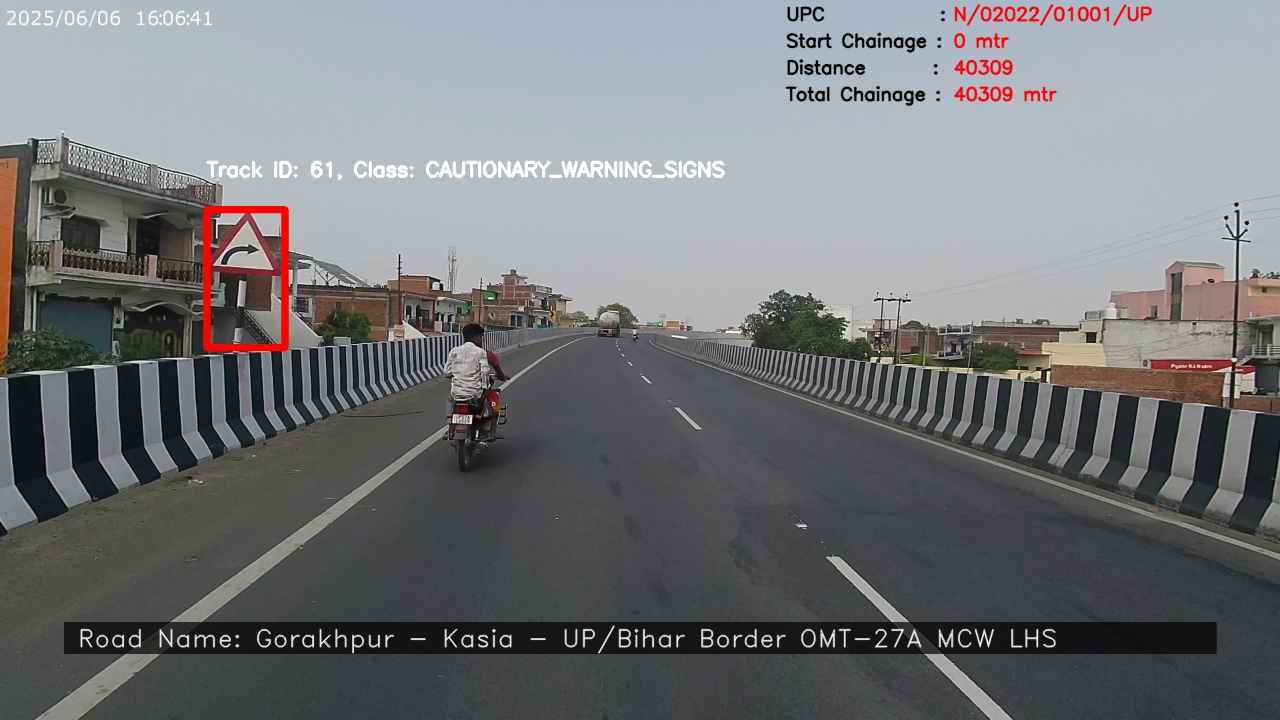 2025/06/06 16:06:41
UPC : N/02022/01001/UP
Start Chainage : 0 mtr
Distance : 40309
Total Chainage : 40309 mtr
Track ID: 61, Class: CAUTIONARY_WARNING_SIGNS
Road Name: Gorakhpur - Kasia - UP/Bihar Border OMT-27A MCW LHS